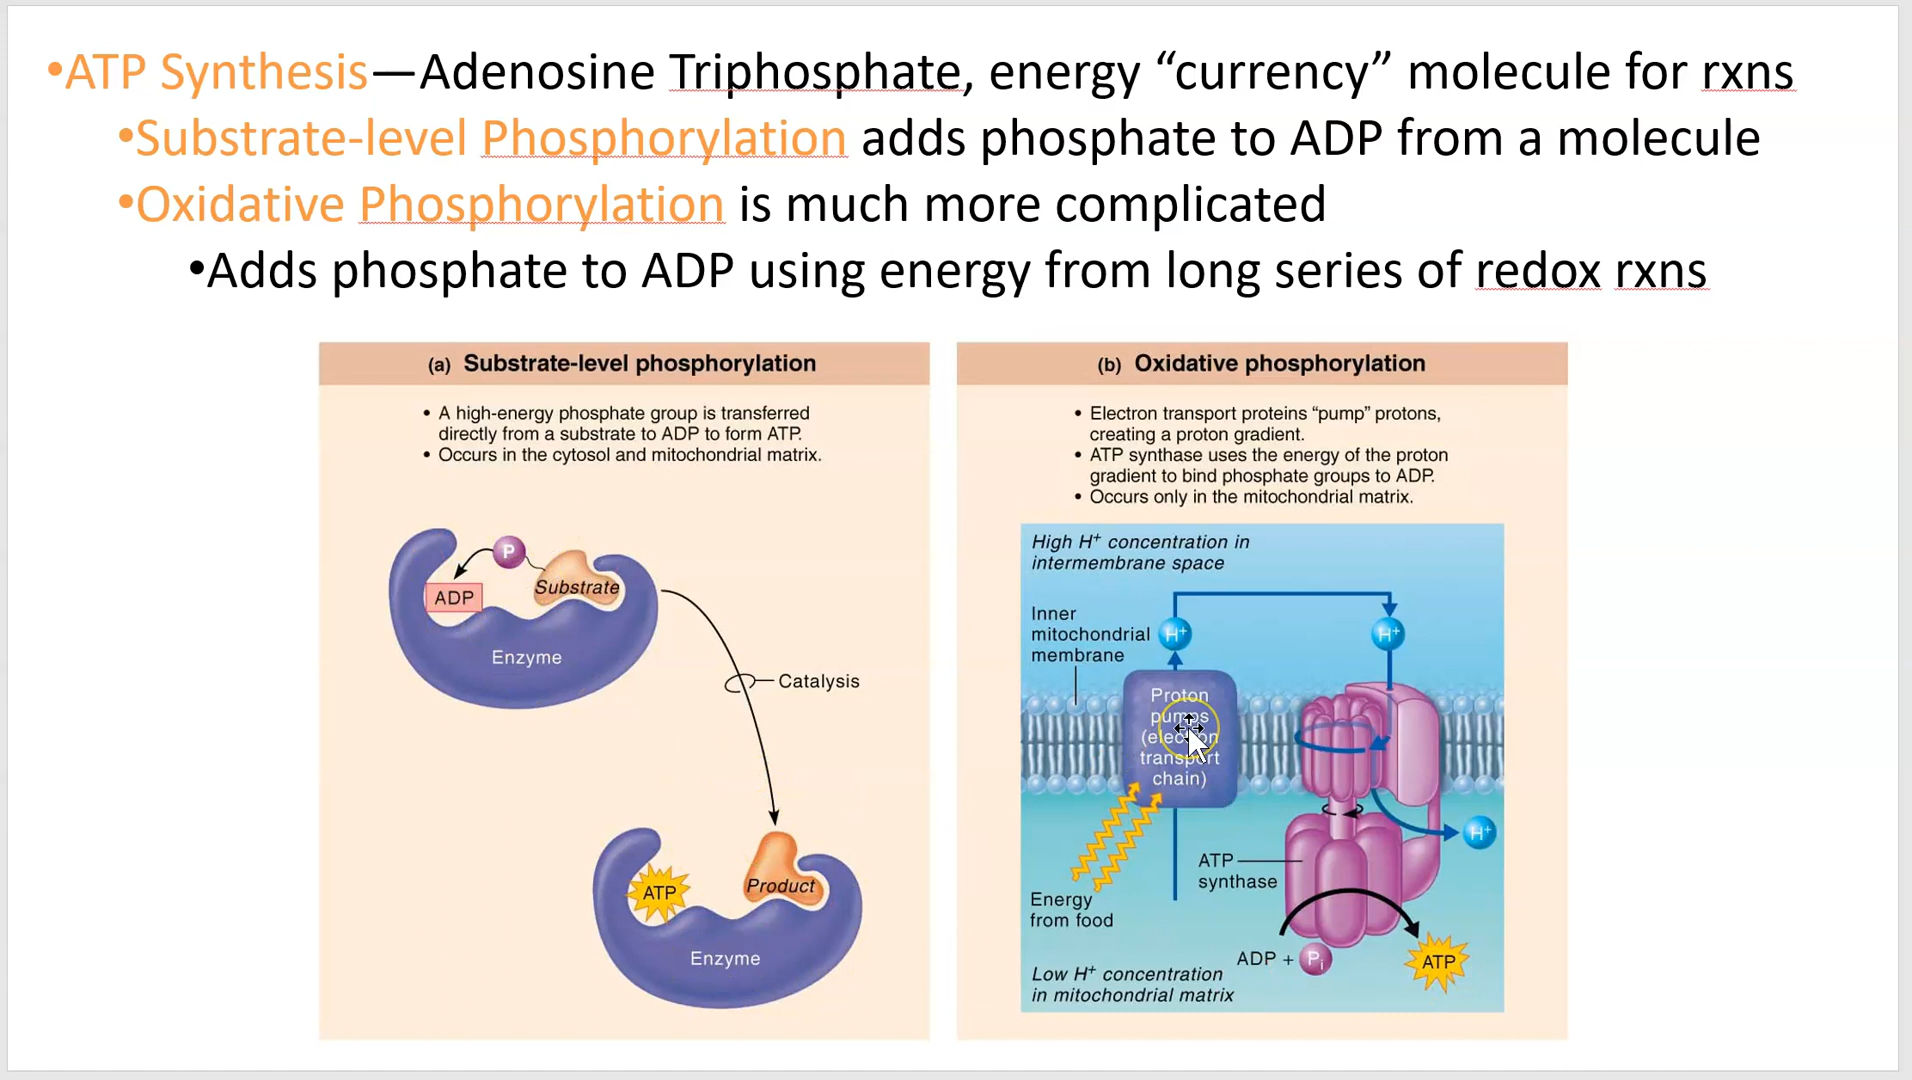 •ATP Synthesis—Adenosine Triphosphate, energy “currency” molecule for rxns
•Substrate-level Phosphorylation adds phosphate to ADP from a molecule
•Oxidative Phosphorylation is much more complicated
•Adds phosphate to ADP using energy from long series of redox rxns
(a) Substrate-level phosphorylation
• A high-energy phosphate group is transferred
directly from a substrate to ADP to form ATP.
• Occurs in the cytosol and mitochondrial matrix.
P
ADP
Substrate
Enzyme
Catalysis
ATP
Product
Enzyme
(b) Oxidative phosphorylation
• Electron transport proteins “pump” protons,
creating a proton gradient.
• ATP synthase uses the energy of the proton
gradient to bind phosphate groups to ADP.
• Occurs only in the mitochondrial matrix.
High H⁺ concentration in
intermembrane space
Inner
mitochondrial
membrane
H⁺
H⁺
Proton
pumps
(electron
transport
chain)
H⁺
ATP
synthase
Energy
from food
ADP + Pᵢ
ATP
Low H⁺ concentration
in mitochondrial matrix